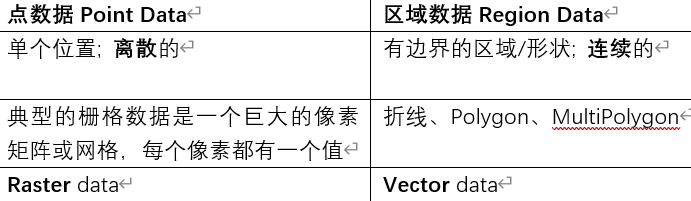 点数据 Point Data
区域数据 Region Data
单个位置; 离散的
有边界的区域/形状; 连续的
典型的栅格数据是一个巨大的像素
矩阵或网格，每个像素都有一个值
折线、Polygon、MultiPolygon
Raster data
Vector data